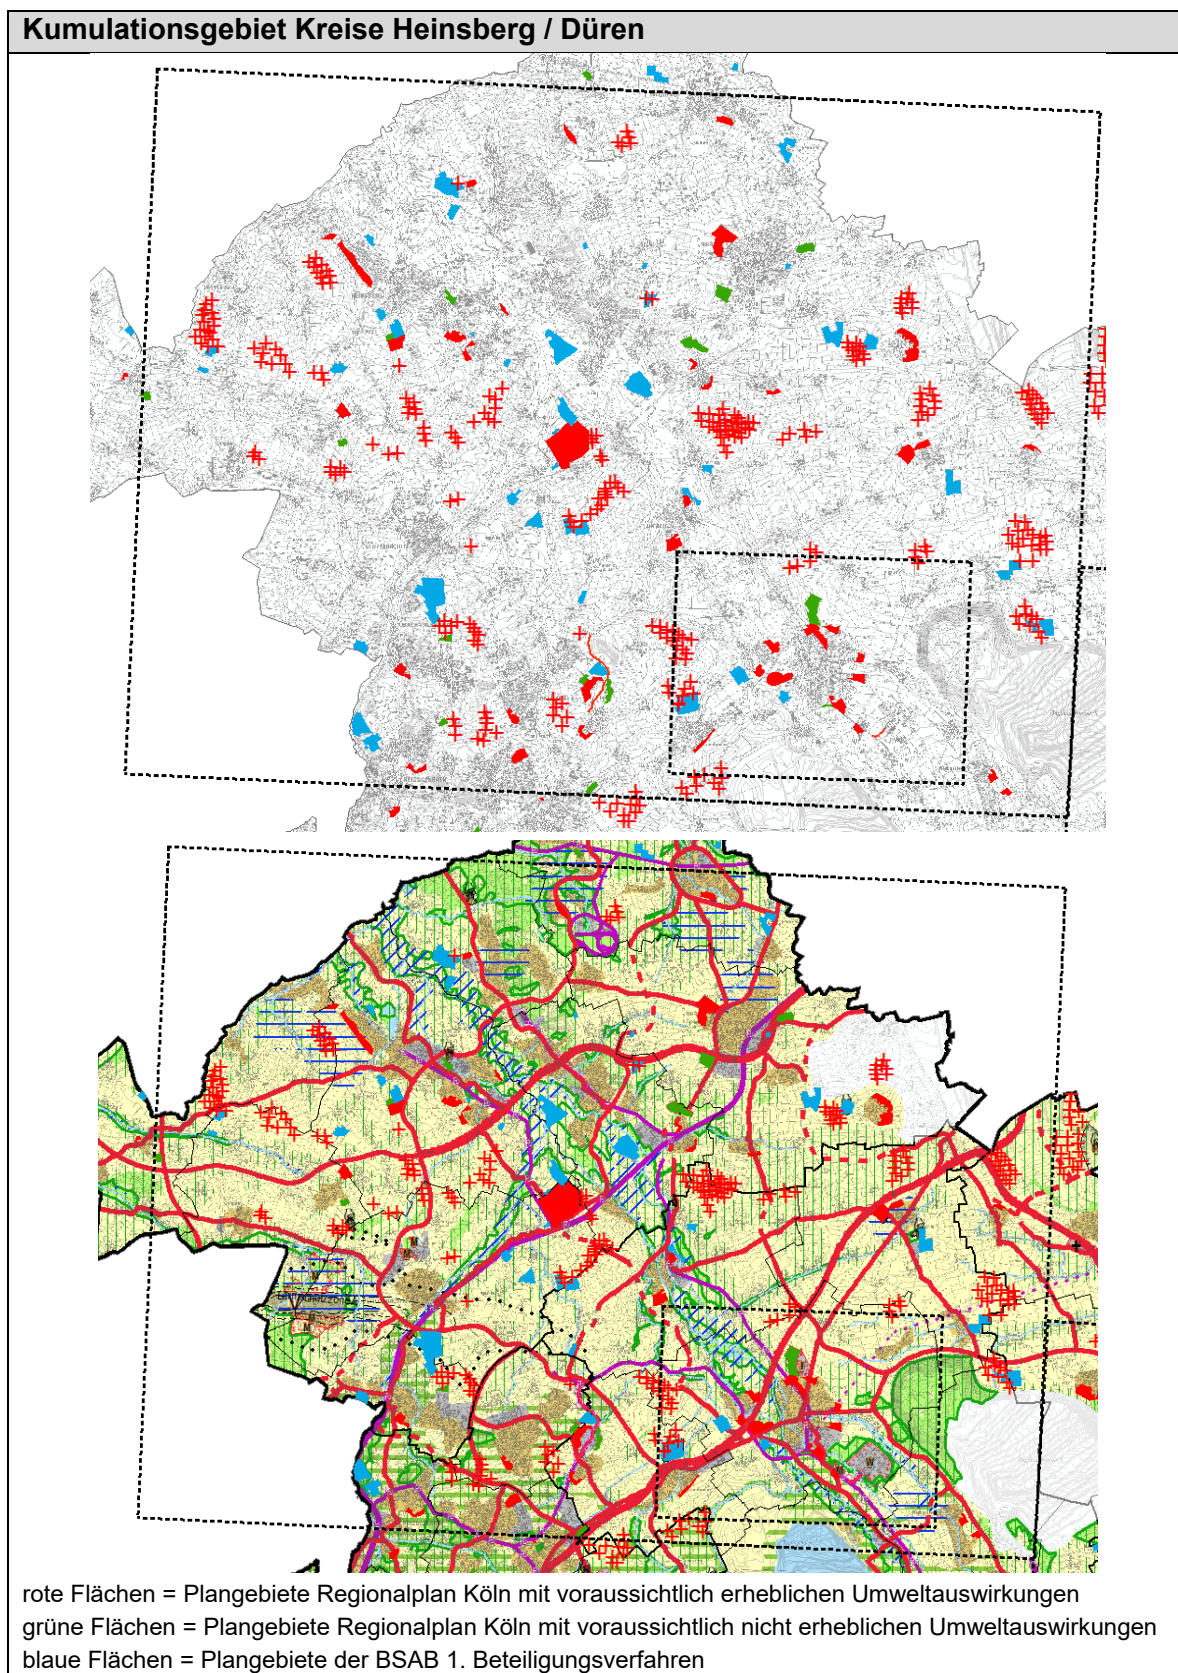 Kumulationsgebiet Kreise Heinsberg / Düren
rote Flächen = Plangebiete Regionalplan Köln mit voraussichtlich erheblichen Umweltauswirkungen
grüne Flächen = Plangebiete Regionalplan Köln mit voraussichtlich nicht erheblichen Umweltauswirkungen
blaue Flächen = Plangebiete der BSAB 1. Beteiligungsverfahren